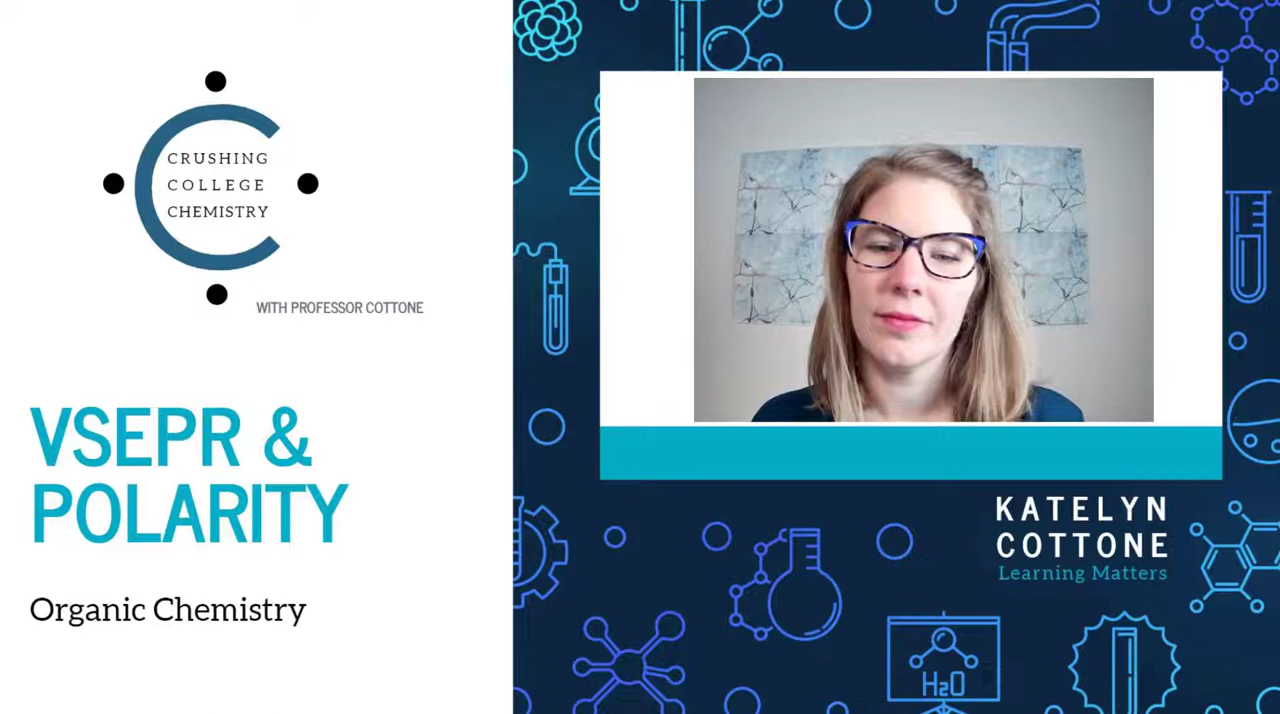 CRUSHING
COLLEGE
CHEMISTRY
WITH PROFESSOR COTTONE
VSEPR &
POLARITY
Organic Chemistry
KATELYN
COTTONE
Learning Matters
H₂O